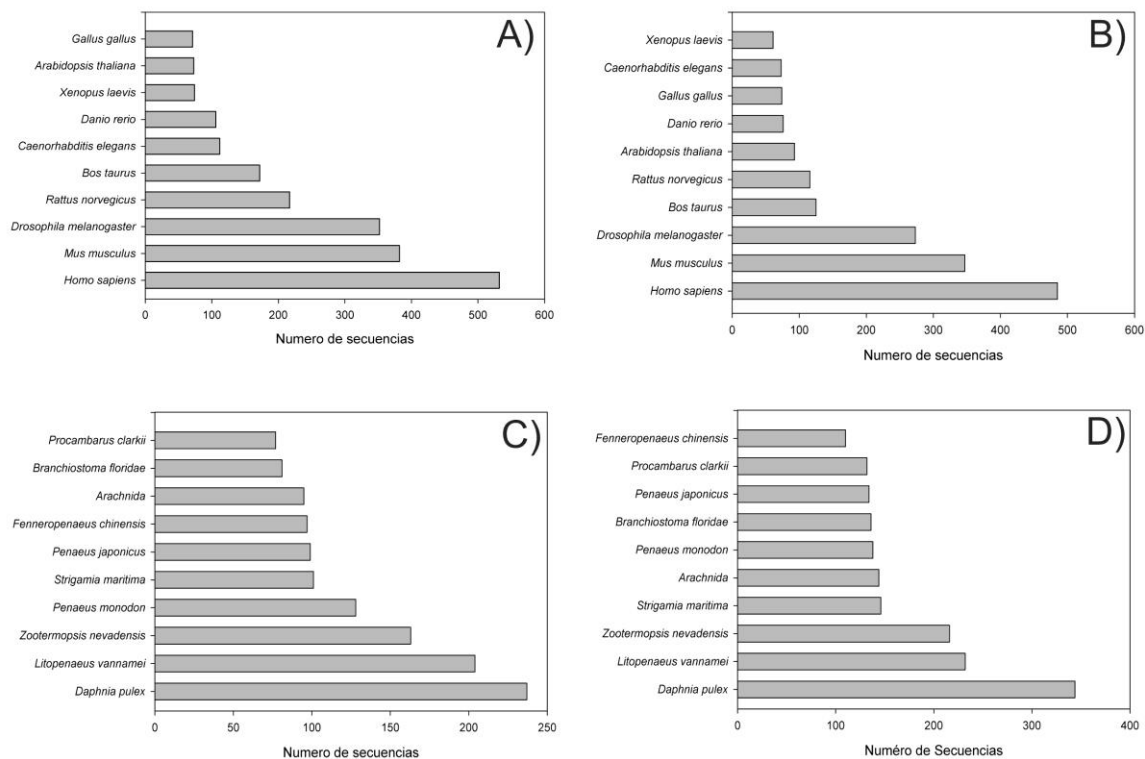 A)
Gallus gallus
Arabidopsis thaliana
Xenopus laevis
Danio rerio
Caenorhabditis elegans
Bos taurus
Rattus norvegicus
Drosophila melanogaster
Mus musculus
Homo sapiens
0 100 200 300 400 500 600
Numero de secuencias
B)
Xenopus laevis
Caenorhabditis elegans
Gallus gallus
Danio rerio
Arabidopsis thaliana
Rattus norvegicus
Bos taurus
Drosophila melanogaster
Mus musculus
Homo sapiens
0 100 200 300 400 500 600
Numero de secuencias
C)
Procambarus clarkii
Branchiostoma floridae
Arachnida
Fenneropenaeus chinensis
Penaeus japonicus
Strigamia maritima
Penaeus monodon
Zootermopsis nevadensis
Litopenaeus vannamei
Daphnia pulex
0 50 100 150 200 250
Numero de secuencias
D)
Fenneropenaeus chinensis
Procambarus clarkii
Penaeus japonicus
Branchiostoma floridae
Penaeus monodon
Arachnida
Strigamia maritima
Zootermopsis nevadensis
Litopenaeus vannamei
Daphnia pulex
0 100 200 300 400
Numéro de Secuencias